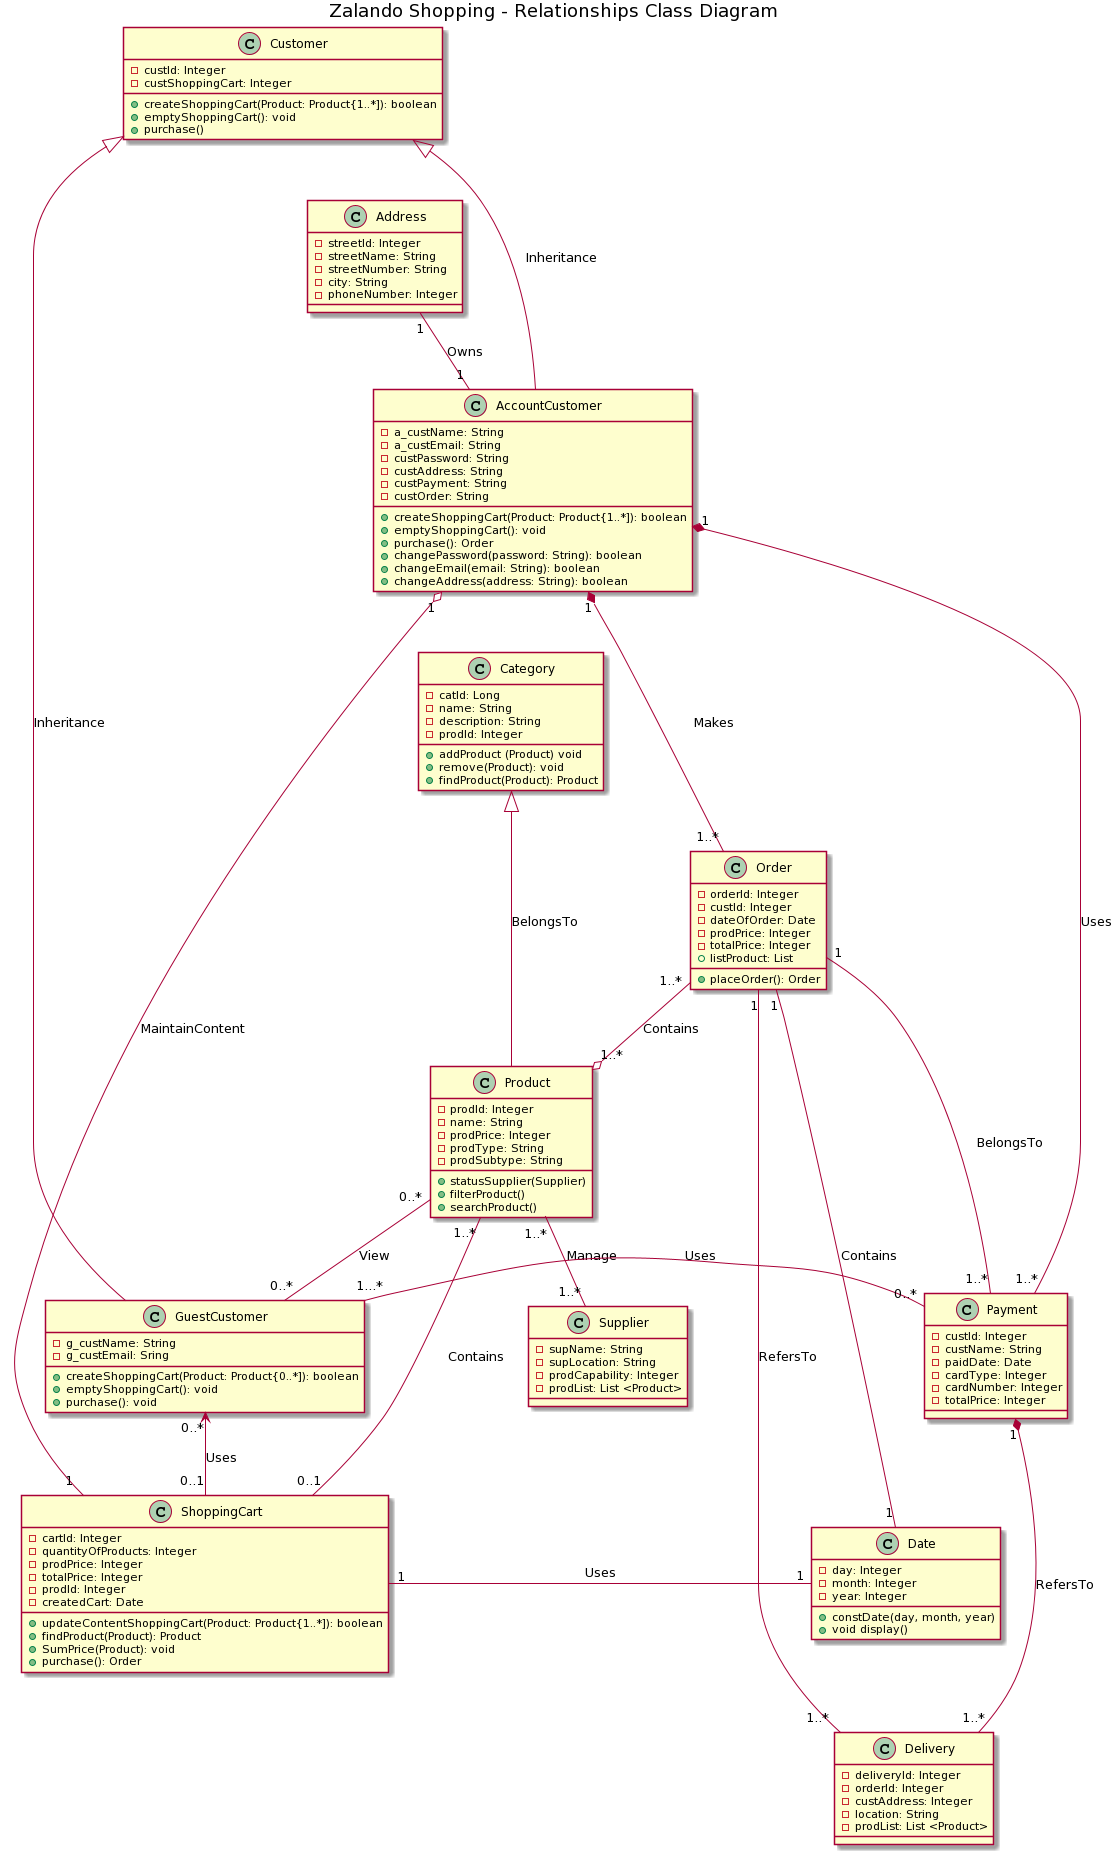 Zalando Shopping - Relationships Class Diagram
C Customer
custId: Integer
custShoppingCart: Integer
createShoppingCart(Product: Product{1..*]): boolean
emptyShoppingCart(): void
purchase()
C Address
streetId: Integer
streetName: String
streetNumber: String
city: String
phoneNumber: Integer
Inheritance
1
Owns
1
C AccountCustomer
a_custName: String
a_custEmail: String
custPassword: String
custAddress: String
custPayment: String
custOrder: String
createShoppingCart(Product: Product{1..*]): boolean
emptyShoppingCart(): void
purchase(): Order
changePassword(password: String): boolean
changeEmail(email: String): boolean
changeAddress(address: String): boolean
1
1
1
C Category
catId: Long
name: String
description: String
prodId: Integer
addProduct (Product) void
remove(Product): void
findProduct(Product): Product
Inheritance
Makes
1..*
C Order
orderId: Integer
custId: Integer
dateOfOrder: Date
prodPrice: Integer
totalPrice: Integer
listProduct: List
placeOrder(): Order
BelongsTo
Uses
1
1..*
1
1
MaintainContent
Contains
1..*
C Product
prodId: Integer
name: String
prodPrice: Integer
prodType: String
prodSubtype: String
statusSupplier(Supplier)
filterProduct()
searchProduct()
BelongsTo
0..*
1..*
1..*
View
Manage
Uses
Contains
0..*
1...*
1..*
0..*
1..*
1..*
C GuestCustomer
g_custName: String
g_custEmail: Sring
createShoppingCart(Product: Product{0..*]): boolean
emptyShoppingCart(): void
purchase(): void
C Supplier
supName: String
supLocation: String
prodCapability: Integer
prodList: List <Product>
C Payment
custId: Integer
custName: String
paidDate: Date
cardType: Integer
cardNumber: Integer
totalPrice: Integer
Contains
RefersTo
0..*
Uses
1
1
0..1
0..1
1
C ShoppingCart
cartId: Integer
quantityOfProducts: Integer
prodPrice: Integer
totalPrice: Integer
prodId: Integer
createdCart: Date
updateContentShoppingCart(Product: Product{1..*]): boolean
findProduct(Product): Product
SumPrice(Product): void
purchase(): Order
1
Uses
1
C Date
day: Integer
month: Integer
year: Integer
constDate(day, month, year)
void display()
RefersTo
1..*
1..*
C Delivery
deliveryId: Integer
orderId: Integer
custAddress: Integer
location: String
prodList: List <Product>